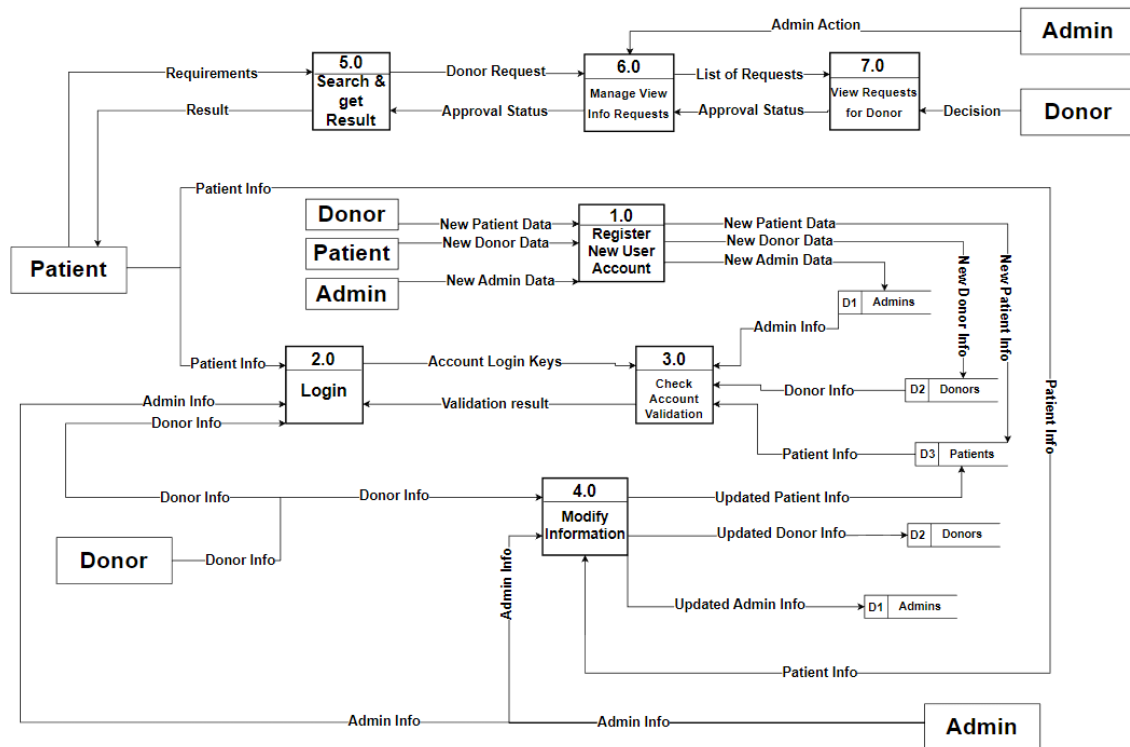 Admin Action
Admin
5.0
Search &
get
Result
Requirements
Donor Request
6.0
Manage View
Info Requests
List of Requests
7.0
View Requests
for Donor
Result
Approval Status
Approval Status
Decision
Donor
Patient Info
Patient Info
Donor
New Patient Data
1.0
Register
New User
Account
New Patient Data
Patient
New Donor Data
New Donor Data
Admin
New Admin Data
New Admin Data
Patient
D1
Admins
New Donor Info
New Patient Info
Admin Info
Patient Info
2.0
Login
Account Login Keys
3.0
Check
Account
Validation
Donor Info
D2
Donors
Admin Info
Validation result
Donor Info
Patient Info
Patient Info
D3
Patients
Donor Info
Donor Info
4.0
Modify
Information
Updated Patient Info
Updated Donor Info
D2
Donors
Donor
Donor Info
Admin Info
Updated Admin Info
D1
Admins
Patient Info
Admin Info
Admin Info
Admin